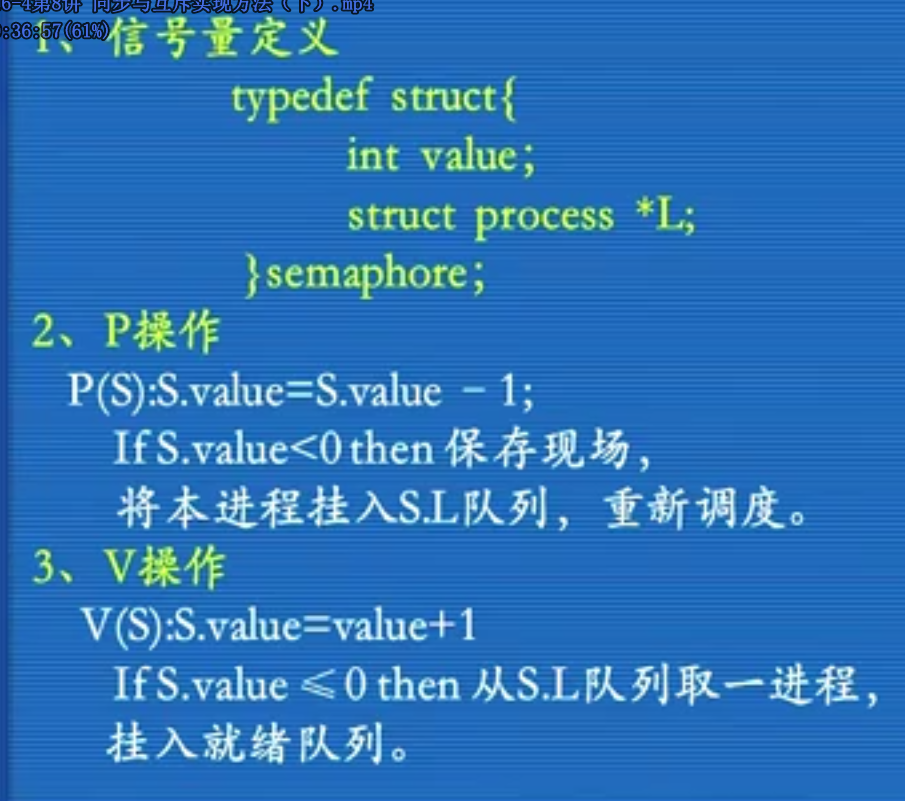 6-4第8讲 同步与互斥实现方法（下）.mp4
:36:57(61%)
1、信号量定义
typedef struct{
int value;
struct process *L;
}semaphore;
2、P操作
P(S):S.value=S.value - 1;
If S.value<0 then 保存现场，
将本进程挂入S.L队列，重新调度。
3、V操作
V(S):S.value=value+1
If S.value ≤0 then 从S.L队列取一进程，
挂入就绪队列。